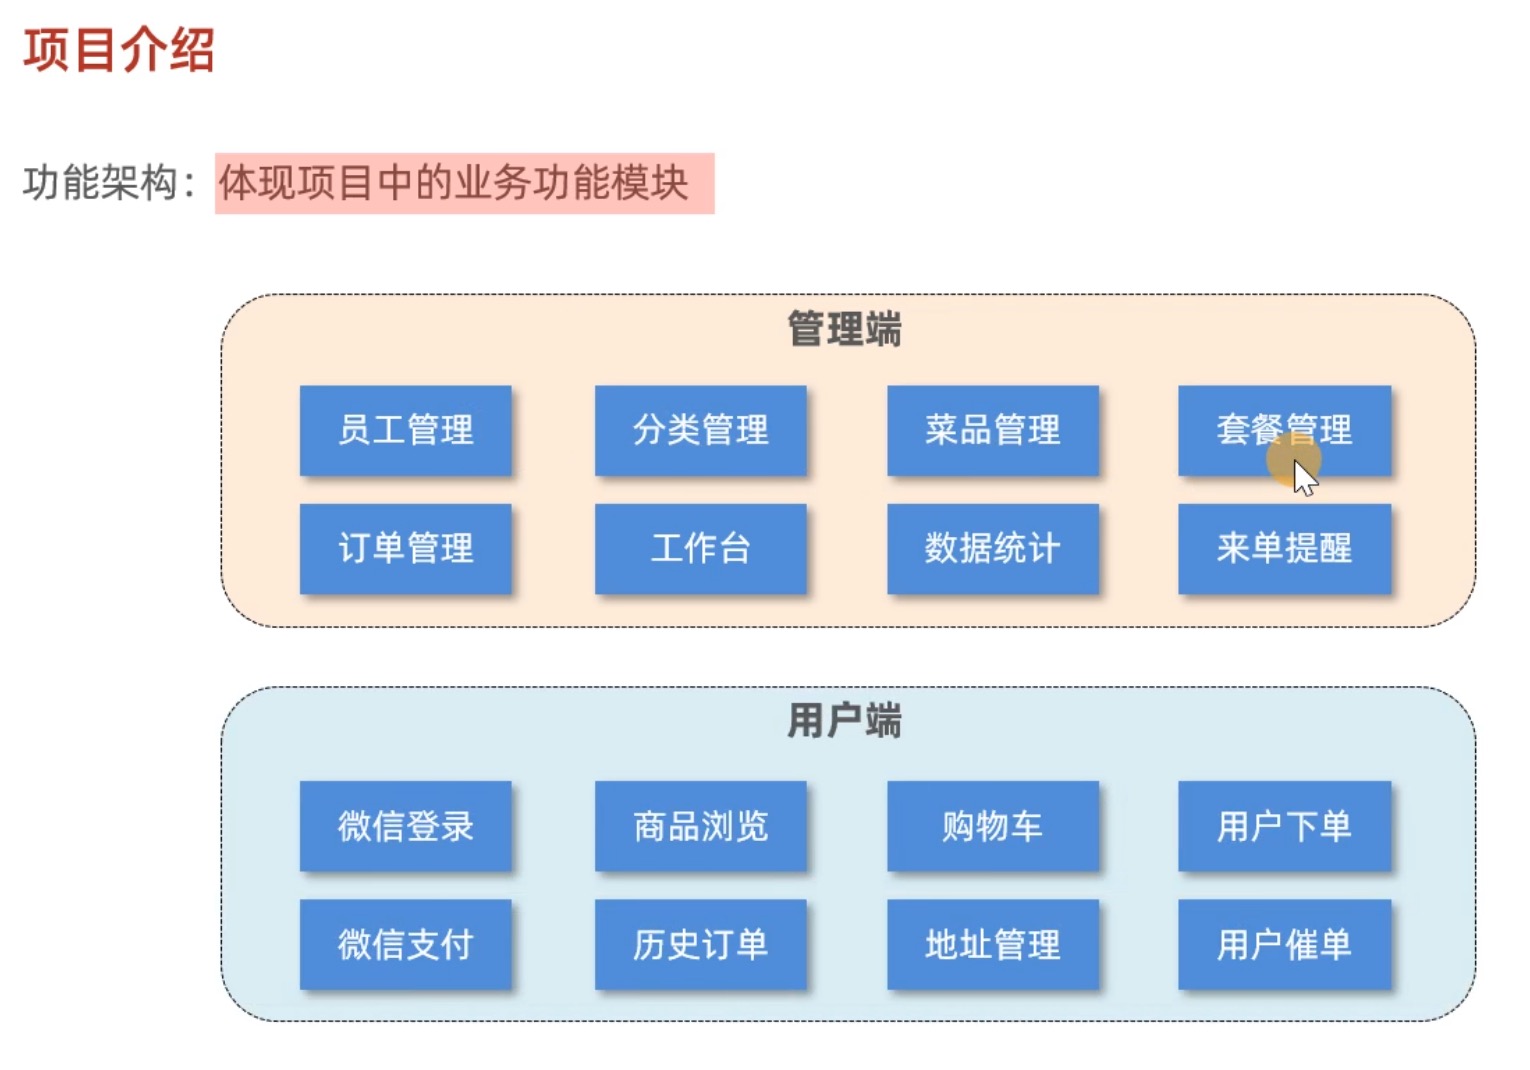 项目介绍
功能架构：体现项目中的业务功能模块
管理端
员工管理 分类管理 菜品管理 套餐管理
订单管理 工作台 数据统计 来单提醒
用户端
微信登录 商品浏览 购物车 用户下单
微信支付 历史订单 地址管理 用户催单